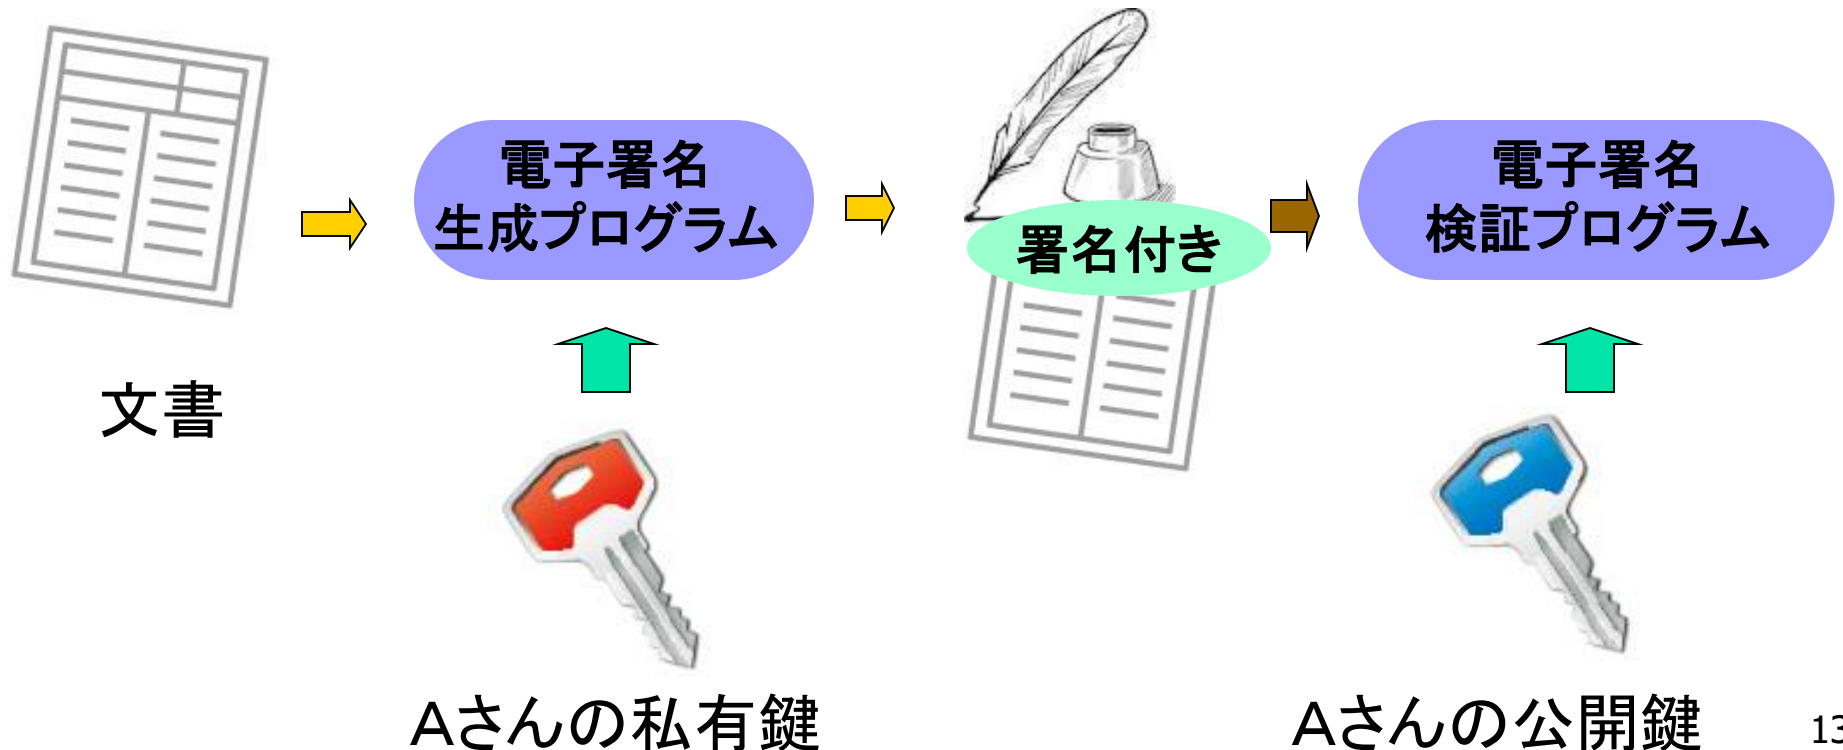 文書
電子署名
生成プログラム
Aさんの私有鍵
署名付き
電子署名
検証プログラム
Aさんの公開鍵
13